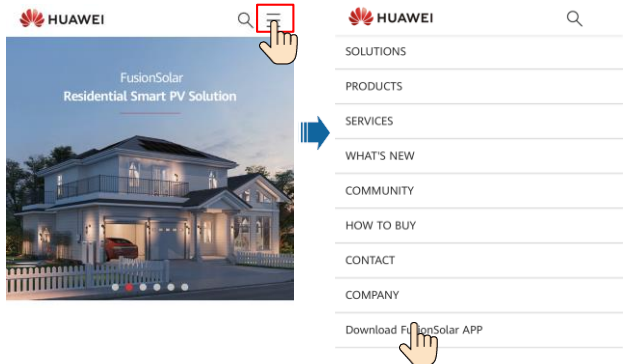 HUAWEI
FusionSolar
Residential Smart PV Solution
HUAWEI
SOLUTIONS
PRODUCTS
SERVICES
WHAT'S NEW
COMMUNITY
HOW TO BUY
CONTACT
COMPANY
Download FusionSolar APP